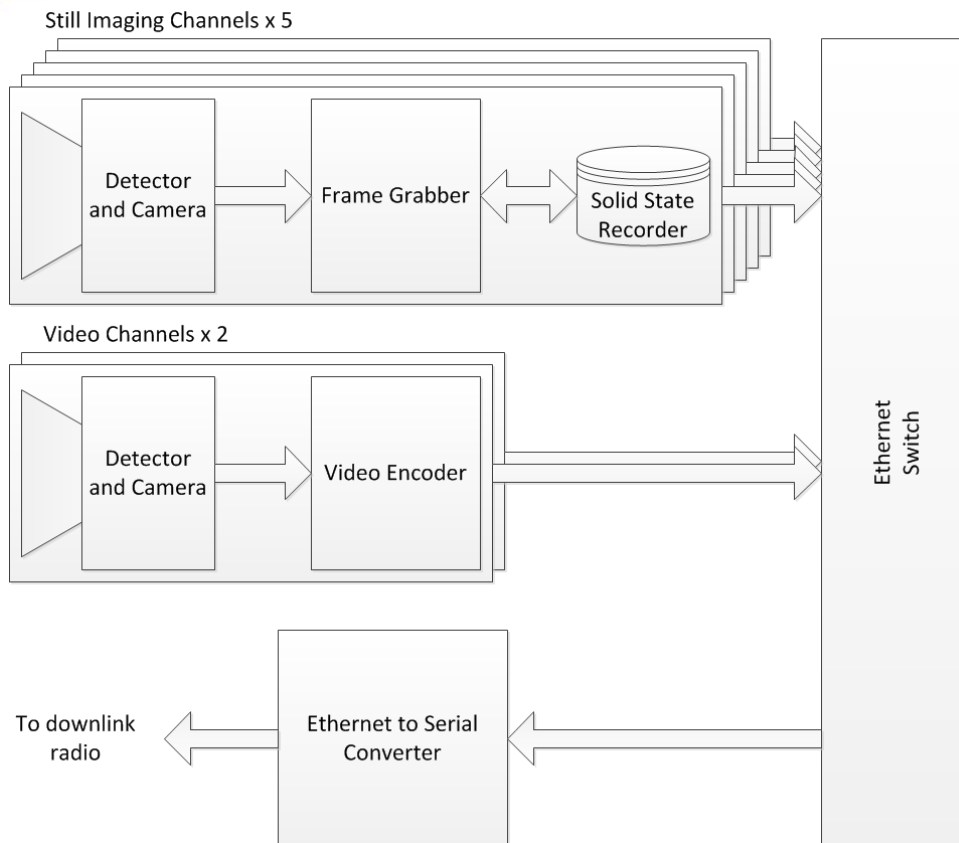 Still Imaging Channels x 5
Detector
and Camera
Frame Grabber
Solid State
Recorder
Video Channels x 2
Detector
and Camera
Video Encoder
Ethernet
Switch
To downlink
radio
Ethernet to Serial
Converter